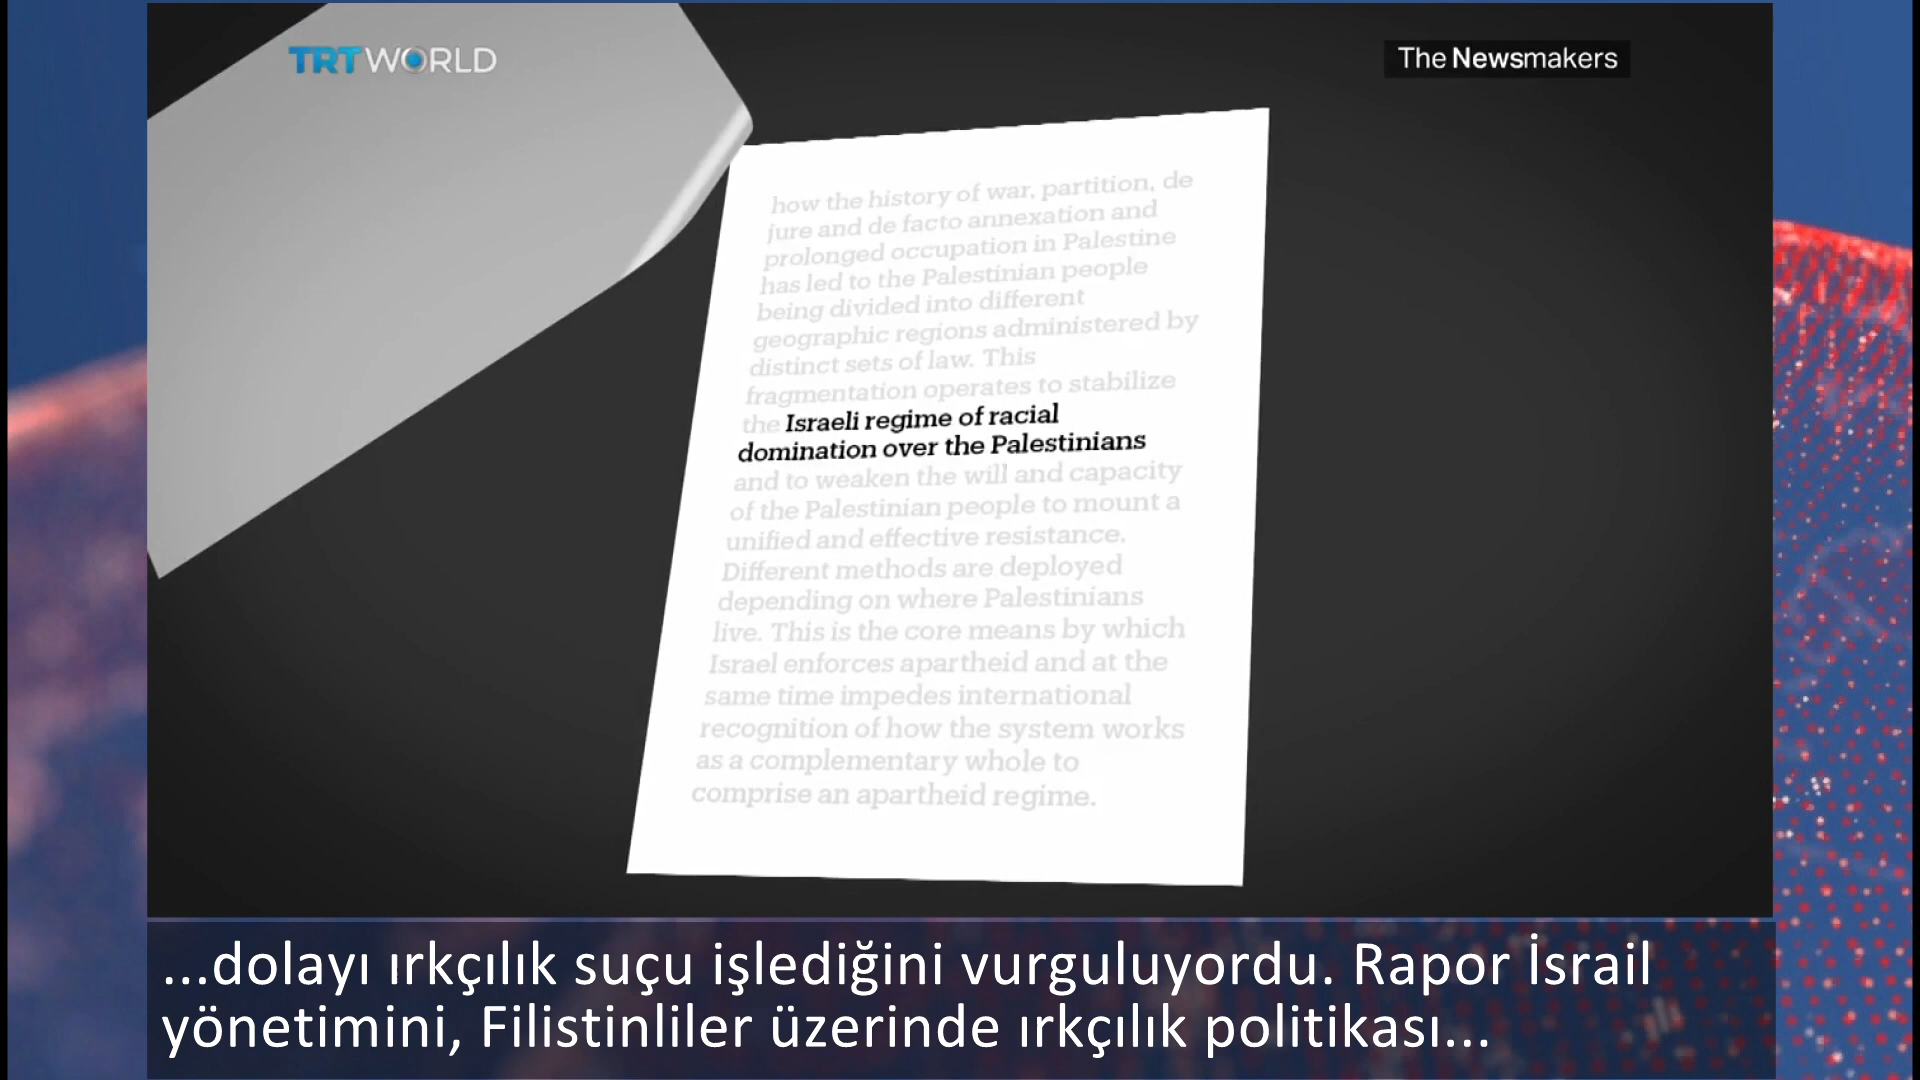 TRT WORLD
The Newsmakers
how the history of war, partition, de
jure and de facto annexation and
prolonged occupation in Palestine
has led to the Palestinian people
being divided into different
geographic regions administered by
distinct sets of law. This
fragmentation operates to stabilize
the Israeli regime of racial
domination over the Palestinians
and to weaken the will and capacity
of the Palestinian people to mount a
unified and effective resistance.
Different methods are deployed
depending on where Palestinians
live. This is the core means by which
Israel enforces apartheid and at the
same time impedes international
recognition of how the system works
as a complementary whole to
comprise an apartheid regime.
...dolayı ırkçılık suçu işlediğini vurguluyordu. Rapor İsrail
yönetimini, Filistinliler üzerinde ırkçılık politikası...